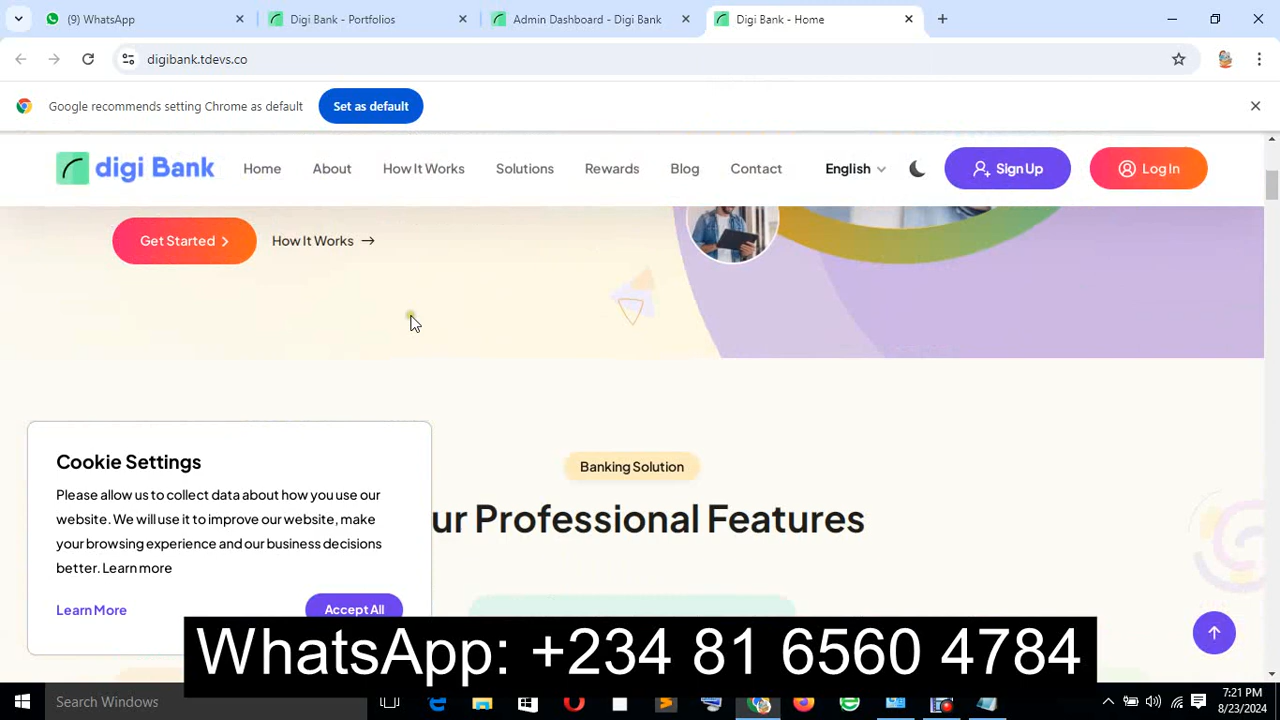 (9) WhatsApp
Digi Bank - Portfolios
Admin Dashboard - Digi Bank
Digi Bank - Home
digibank.tdevs.co
Google recommends setting Chrome as default
Set as default
digi Bank
Home
About
How It Works
Solutions
Rewards
Blog
Contact
English
Sign Up
Log In
Get Started
How It Works
Banking Solution
ur Professional Features
Cookie Settings
Please allow us to collect data about how you use our
website. We will use it to improve our website, make
your browsing experience and our business decisions
better. Learn more
Learn More
Accept All
WhatsApp: +234 81 6560 4784
Search Windows
7:21 PM
8/23/2024